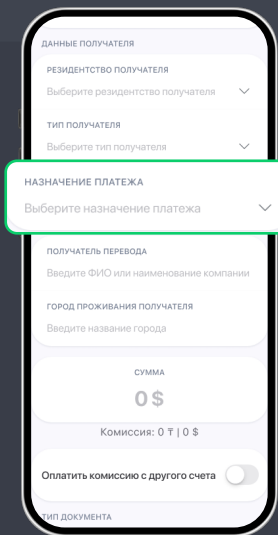 ДАННЫЕ ПОЛУЧАТЕЛЯ
РЕЗИДЕНТСТВО ПОЛУЧАТЕЛЯ
Выберите резидентство получателя
ТИП ПОЛУЧАТЕЛЯ
Выберите тип получателя
НАЗНАЧЕНИЕ ПЛАТЕЖА
Выберите назначение платежа
ПОЛУЧАТЕЛЬ ПЕРЕВОДА
Введите ФИО или наименование компании
ГОРОД ПРОЖИВАНИЯ ПОЛУЧАТЕЛЯ
Введите название города
СУММА
0 $
Комиссия: 0 ₸ | 0 $
Оплатить комиссию с другого счета
ТИП ДОКУМЕНТА